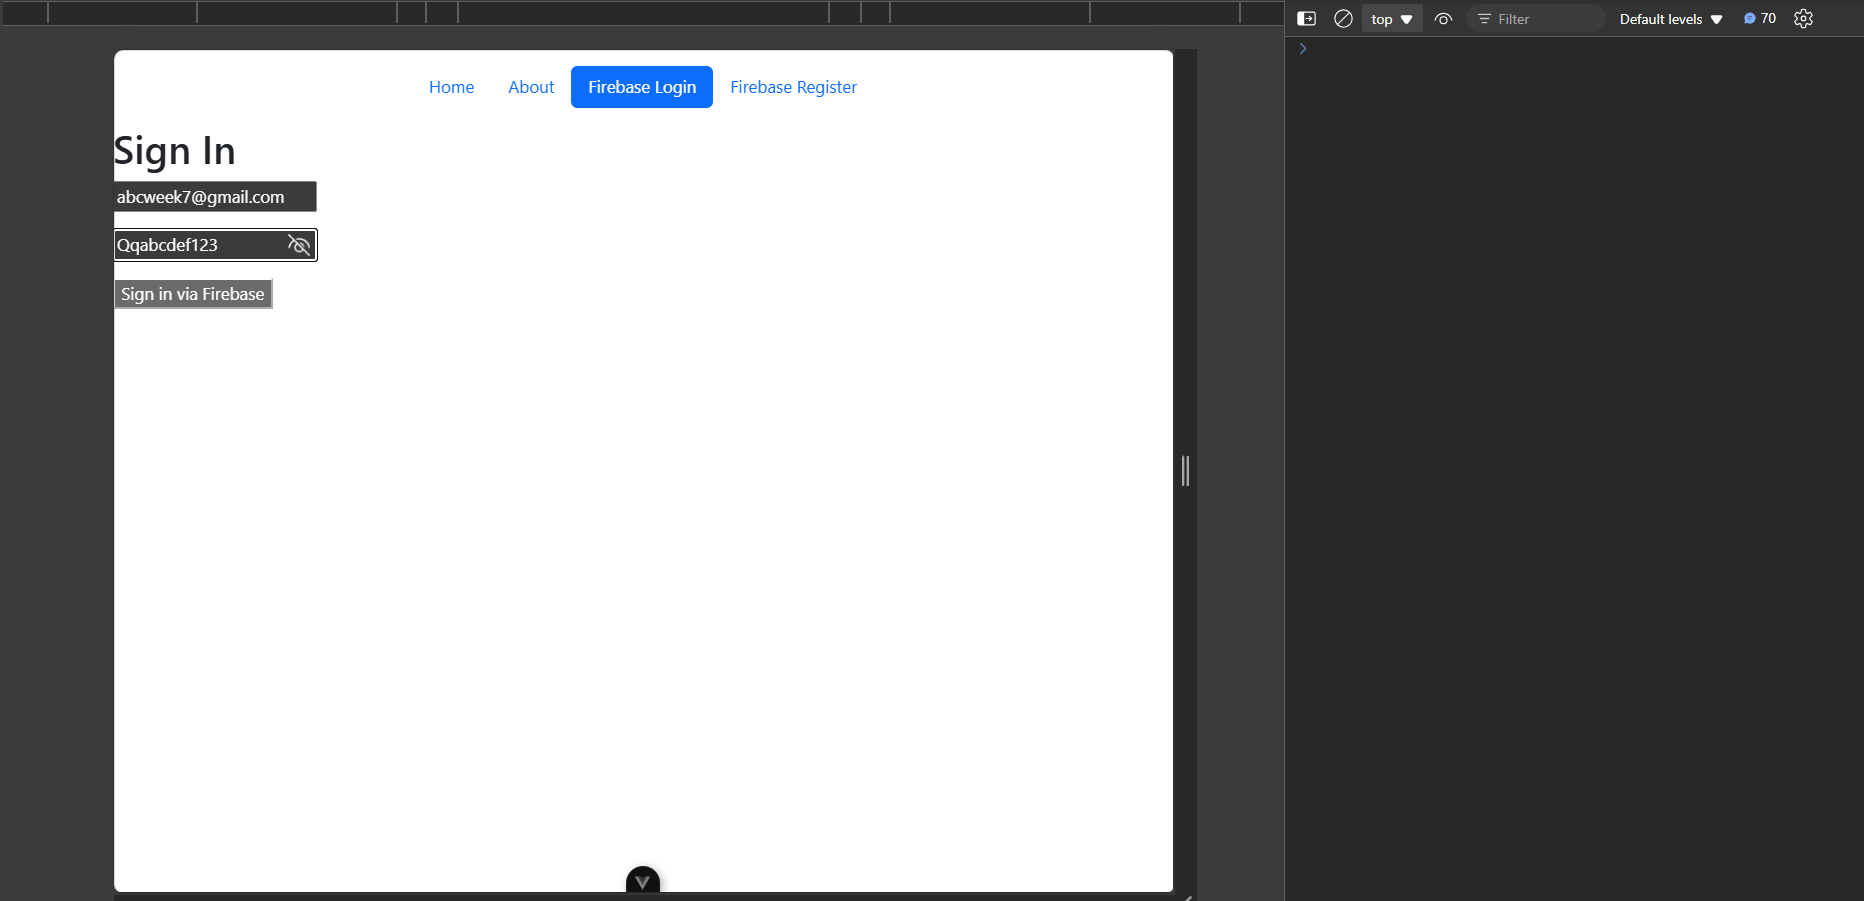 top Filter Default levels 70
Home About Firebase Login Firebase Register
Sign In
abcweek7@gmail.com
Qqabcdef123
Sign in via Firebase